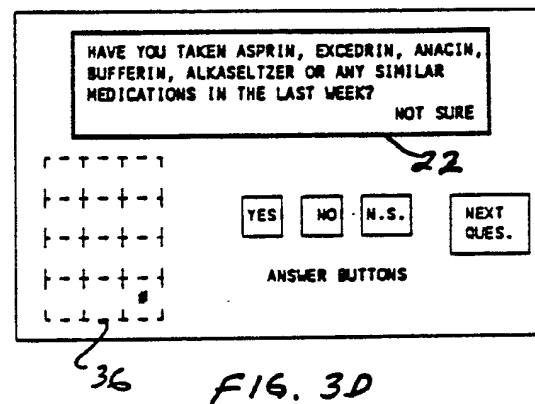 HAVE YOU TAKEN ASPRIN, EXCEDRIN, ANACIN,
BUFFERIN, ALKASELTZER OR ANY SIMILAR
MEDICATIONS IN THE LAST WEEK?
NOT SURE
22
YES NO N.S. NEXT
QUES.
#
ANSWER BUTTONS
36
FIG. 3D